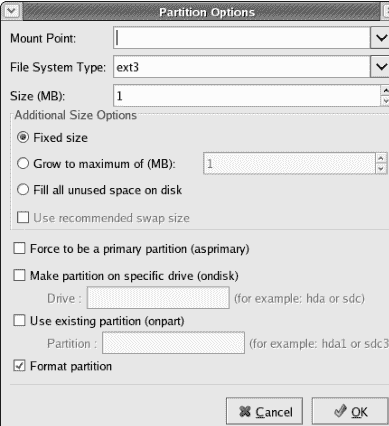 Partition Options
Mount Point:
File System Type: ext3
Size (MB): 1
Additional Size Options
Fixed size
Grow to maximum of (MB): 1
Fill all unused space on disk
Use recommended swap size
Force to be a primary partition (asprimary)
Make partition on specific drive (ondisk)
Drive : (for example: hda or sdc)
Use existing partition (onpart)
Partition : (for example: hda1 or sdc3
Format partition
Cancel OK